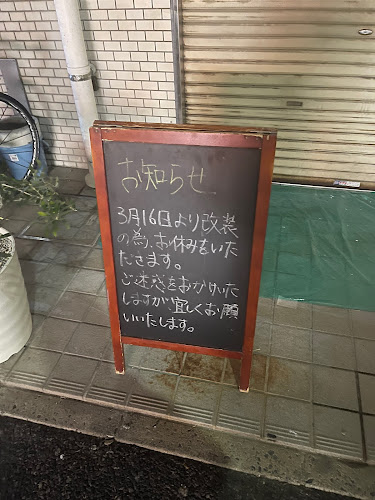 お知らせ
3月16日より改装
の為、お休みをいた
たきます。
ご迷惑をおかけいた
しますが宜しくお願
いいたします。